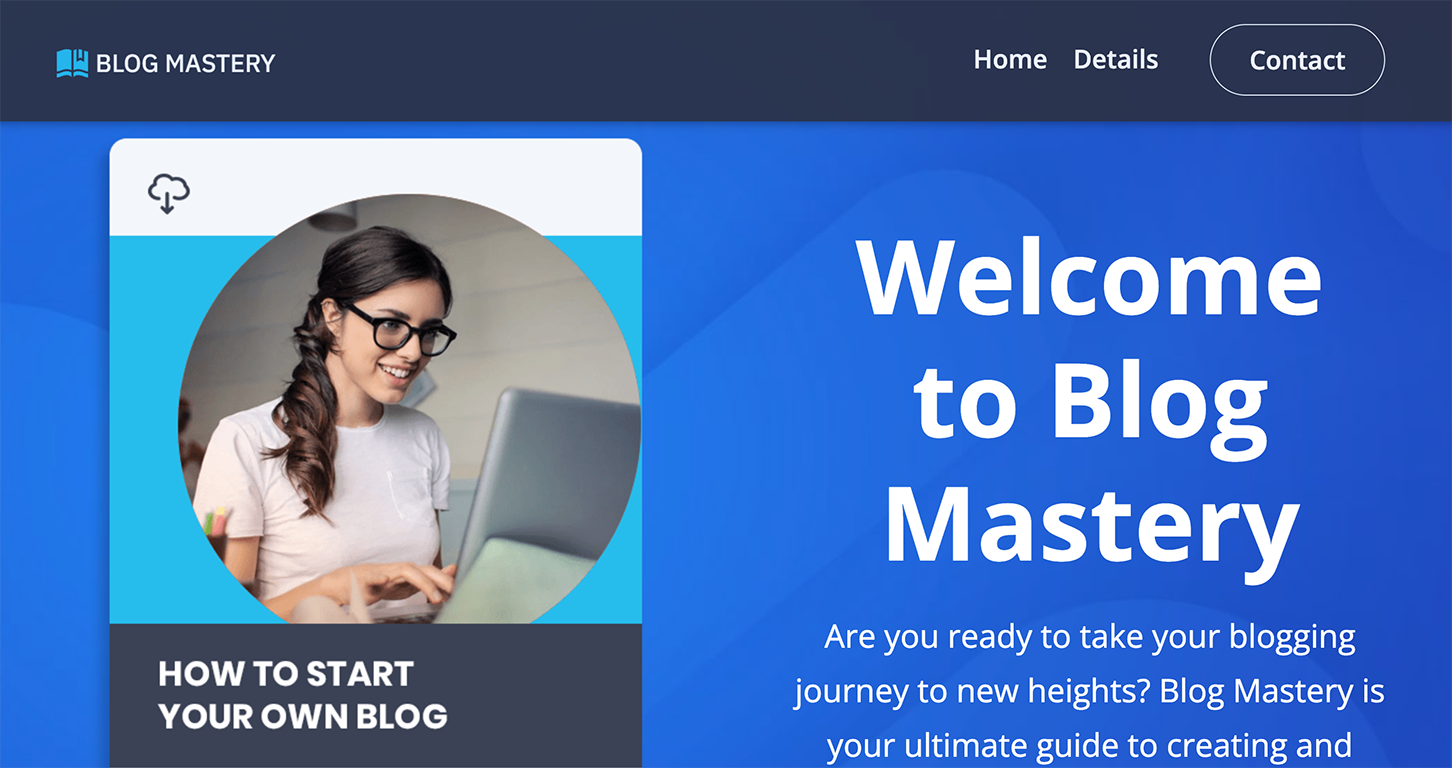 BLOG MASTERY
Home
Details
Contact
HOW TO START
YOUR OWN BLOG
Welcome
to Blog
Mastery
Are you ready to take your blogging
journey to new heights? Blog Mastery is
your ultimate guide to creating and